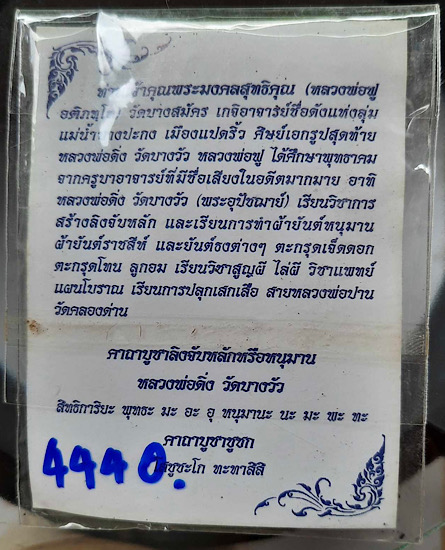 ท่านเจ้าคุณพระมงคลสุทธิคุณ (หลวงพ่อฟู
อติภทฺโท) วัดบางสมัคร เกจิอาจารย์ชื่อดังแห่งลุ่ม
แม่น้ำบางปะกง เมืองแปดริ้ว ศิษย์เอกรูปสุดท้าย
หลวงพ่อดิ่ง วัดบางวัว หลวงพ่อฟู ได้ศึกษาพุทธาคม
จากครูบาอาจารย์ที่มีชื่อเสียงในอดีตมากมาย อาทิ
หลวงพ่อดิ่ง วัดบางวัว (พระอุปัชฌาย์) เรียนวิชาการ
สร้างลิงจับหลัก และเรียนการทำผ้ายันต์หนุมาน
ผ้ายันต์ราชสีห์ และยันต์ธงต่างๆ ตะกรุดเจ็ดดอก
ตะกรุดโทน ลูกอม เรียนวิชาสูญผี ไล่ผี วิชาแพทย์
แผนโบราณ เรียนการปลุกเสกเสือ สายหลวงพ่อปาน
วัดคลองด่าน
คาถาบูชาลิงจับหลักหรือหนุมาน
หลวงพ่อดิ่ง วัดบางวัว
สิทธิการิยะ พุทธะ มะ อะ อุ หนุมานะ นะ มะ พะ ทะ
คาถาบูชาชูชก
ชูชะโก ทะทาสิสิ
4440.